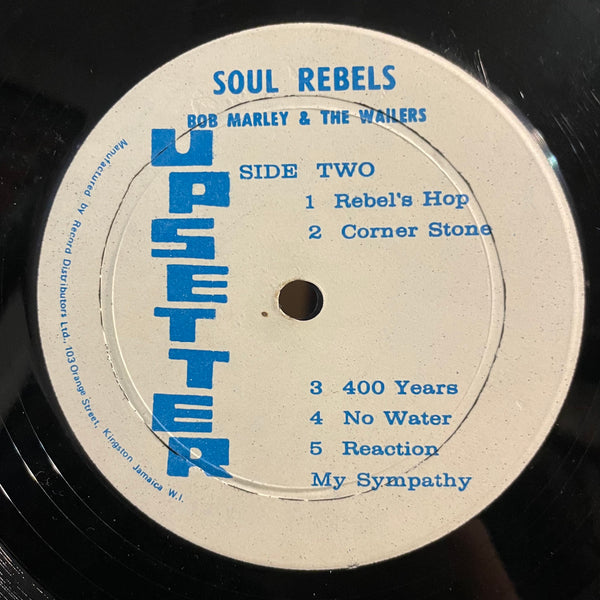 SOUL REBELS
BOB MARLEY & THE WAILERS
UPSETTER
SIDE TWO
1 Rebel's Hop
2 Corner Stone
3 400 Years
4 No Water
5 Reaction
My Sympathy
Manufactured by Record Distributors LTD., 103 Orange Street, Kingston Jamaica W.I.